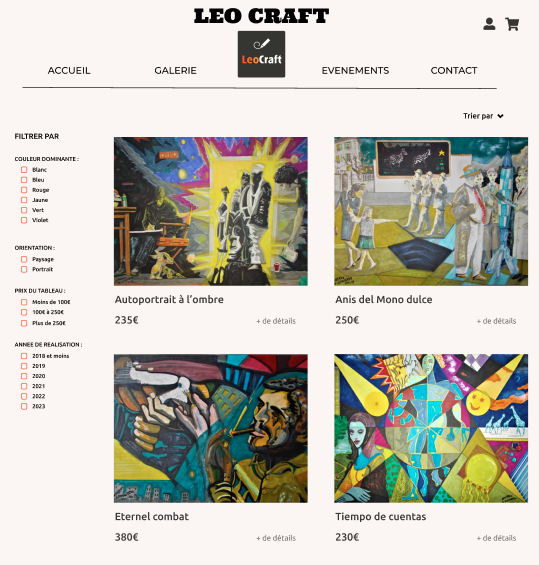 LEO CRAFT
LeoCraft
ACCUEIL
GALERIE
EVENEMENTS
CONTACT
Trier par
FILTRER PAR
COULEUR DOMINANTE :
Blanc
Bleu
Rouge
Jaune
Vert
Violet
ORIENTATION :
Paysage
Portrait
PRIX DU TABLEAU :
Moins de 100€
100€ à 250€
Plus de 250€
ANNEE DE REALISATION :
2018 et moins
2019
2020
2021
2022
2023
Autoportrait à l'ombre
235€
+ de détails
Anis del Mono dulce
250€
+ de détails
Eternel combat
380€
+ de détails
Tiempo de cuentas
230€
+ de détails